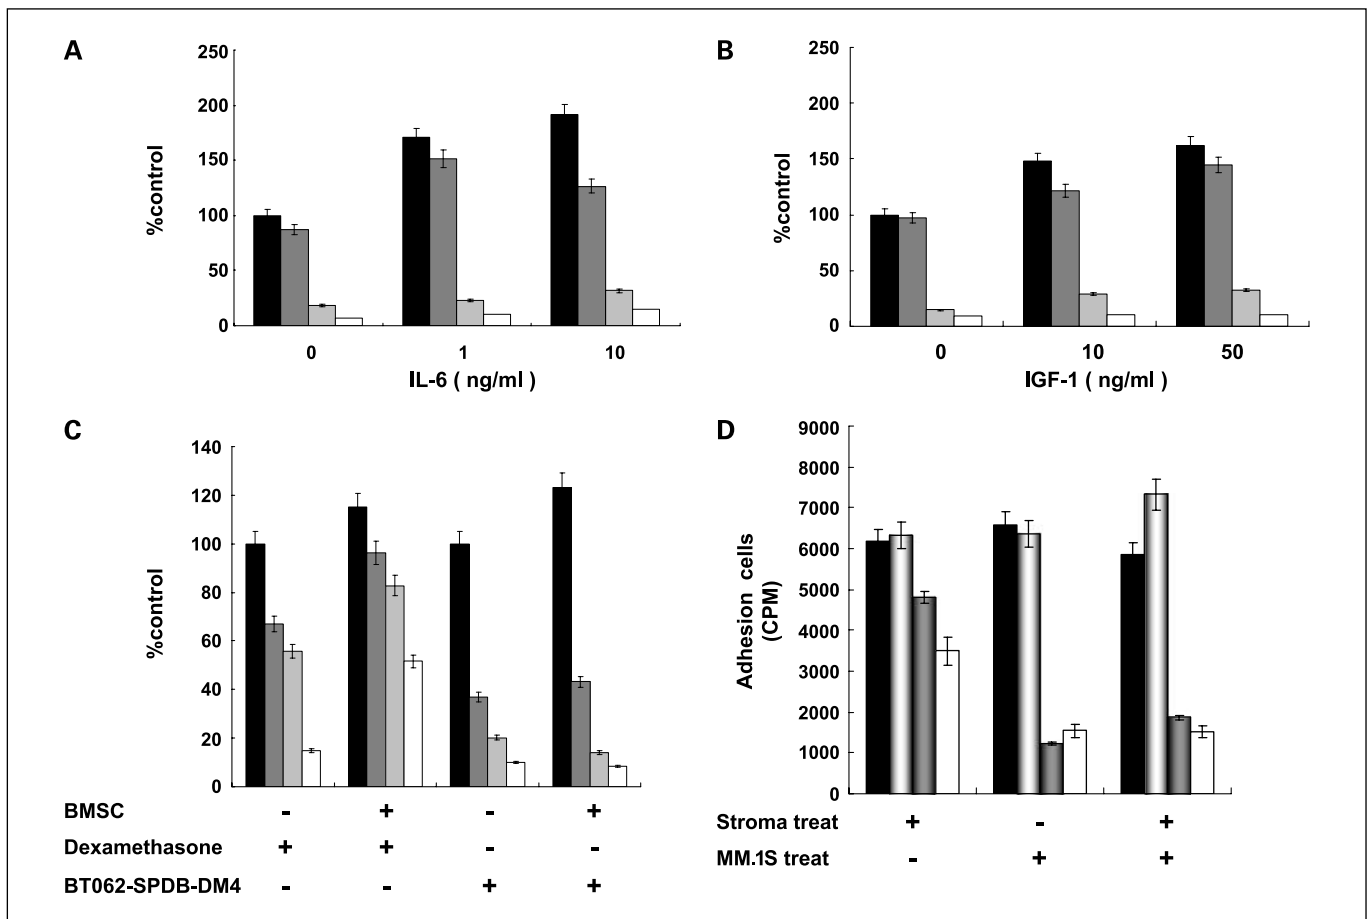 A
250
200
150
100
50
0
%control
0 1 10
IL-6 ( ng/ml )
B
250
200
150
100
50
0
%control
0 10 50
IGF-1 ( ng/ml )
C
140
120
100
80
60
40
20
0
%control
BMSC - + - +
Dexamethasone + + - -
BT062-SPDB-DM4 - - + +
D
9000
8000
7000
6000
5000
4000
3000
2000
1000
0
Adhesion cells
(CPM)
Stroma treat + - +
MM.1S treat - + +